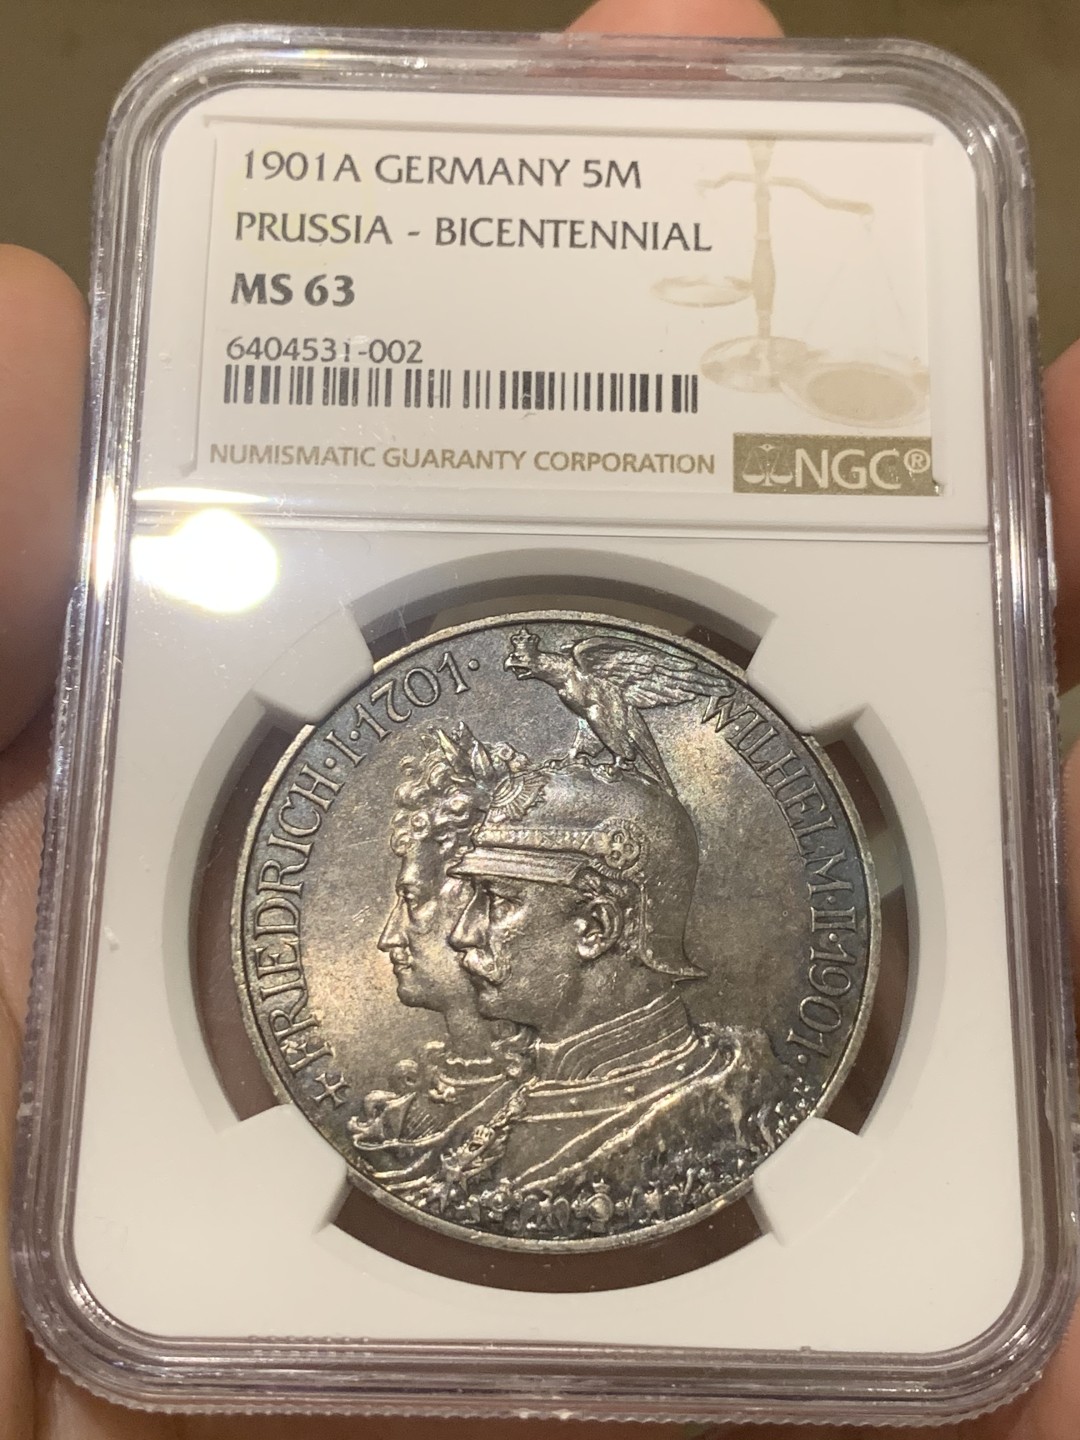 1901A GERMANY 5M
PRUSSIA - BICENTENNIAL
MS 63
6404531-002
NUMISMATIC GUARANTY CORPORATION
NGC®
FRIEDRICH·I·1701·
WILHELM·II·1901·